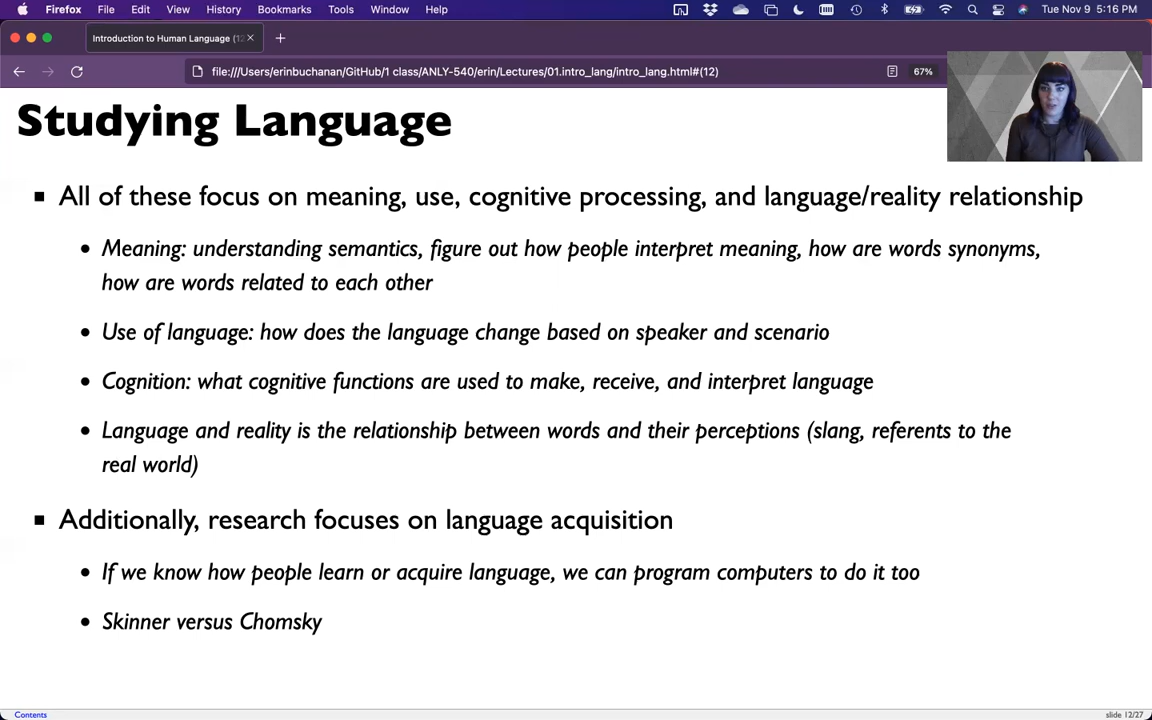 Firefox File Edit View History Bookmarks Tools Window Help Tue Nov 9 5:16 PM
Introduction to Human Language (12
file:///Users/erinbuchanan/GitHub/1 class/ANLY-540/erin/Lectures/01.intro_lang/intro_lang.html#(12) 67%
Studying Language
All of these focus on meaning, use, cognitive processing, and language/reality relationship
Meaning: understanding semantics, figure out how people interpret meaning, how are words synonyms,
how are words related to each other
Use of language: how does the language change based on speaker and scenario
Cognition: what cognitive functions are used to make, receive, and interpret language
Language and reality is the relationship between words and their perceptions (slang, referents to the
real world)
Additionally, research focuses on language acquisition
If we know how people learn or acquire language, we can program computers to do it too
Skinner versus Chomsky
Contents slide 12/27